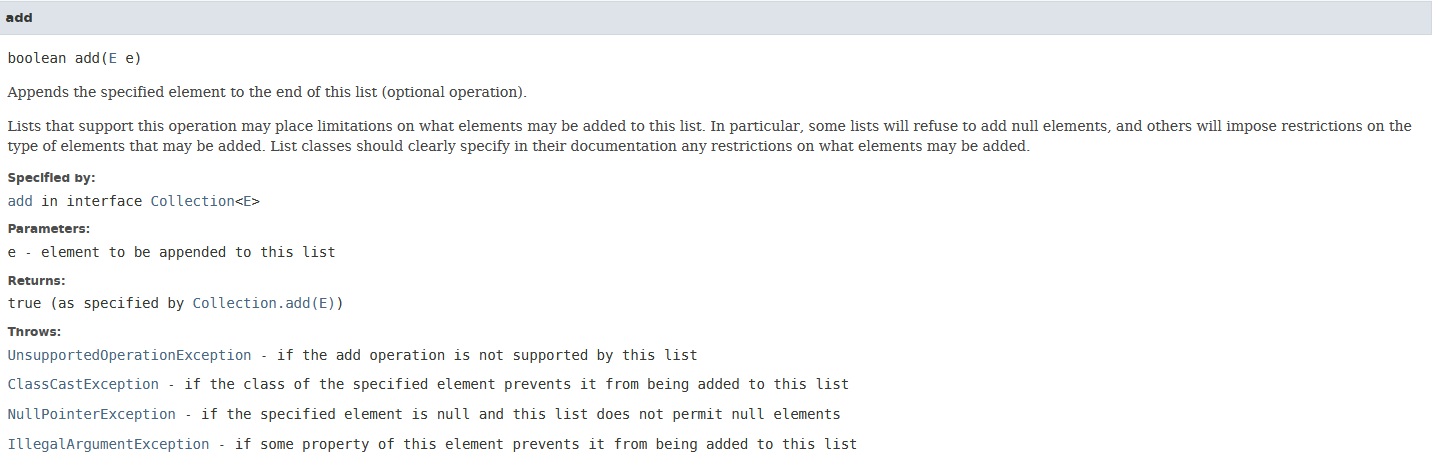 add
boolean add(E e)
Appends the specified element to the end of this list (optional operation).
Lists that support this operation may place limitations on what elements may be added to this list. In particular, some lists will refuse to add null elements, and others will impose restrictions on the
type of elements that may be added. List classes should clearly specify in their documentation any restrictions on what elements may be added.
Specified by:
add in interface Collection<E>
Parameters:
e - element to be appended to this list
Returns:
true (as specified by Collection.add(E))
Throws:
UnsupportedOperationException - if the add operation is not supported by this list
ClassCastException - if the class of the specified element prevents it from being added to this list
NullPointerException - if the specified element is null and this list does not permit null elements
IllegalArgumentException - if some property of this element prevents it from being added to this list